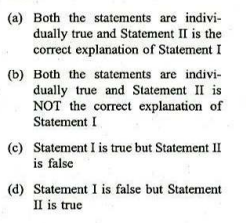 (a) Both the statements are indivi-
dually true and Statement II is the
correct explanation of Statement I
(b) Both the statements are indivi-
dually true and Statement II is
NOT the correct explanation of
Statement I
(c) Statement I is true but Statement II
is false
(d) Statement I is false but Statement
II is true